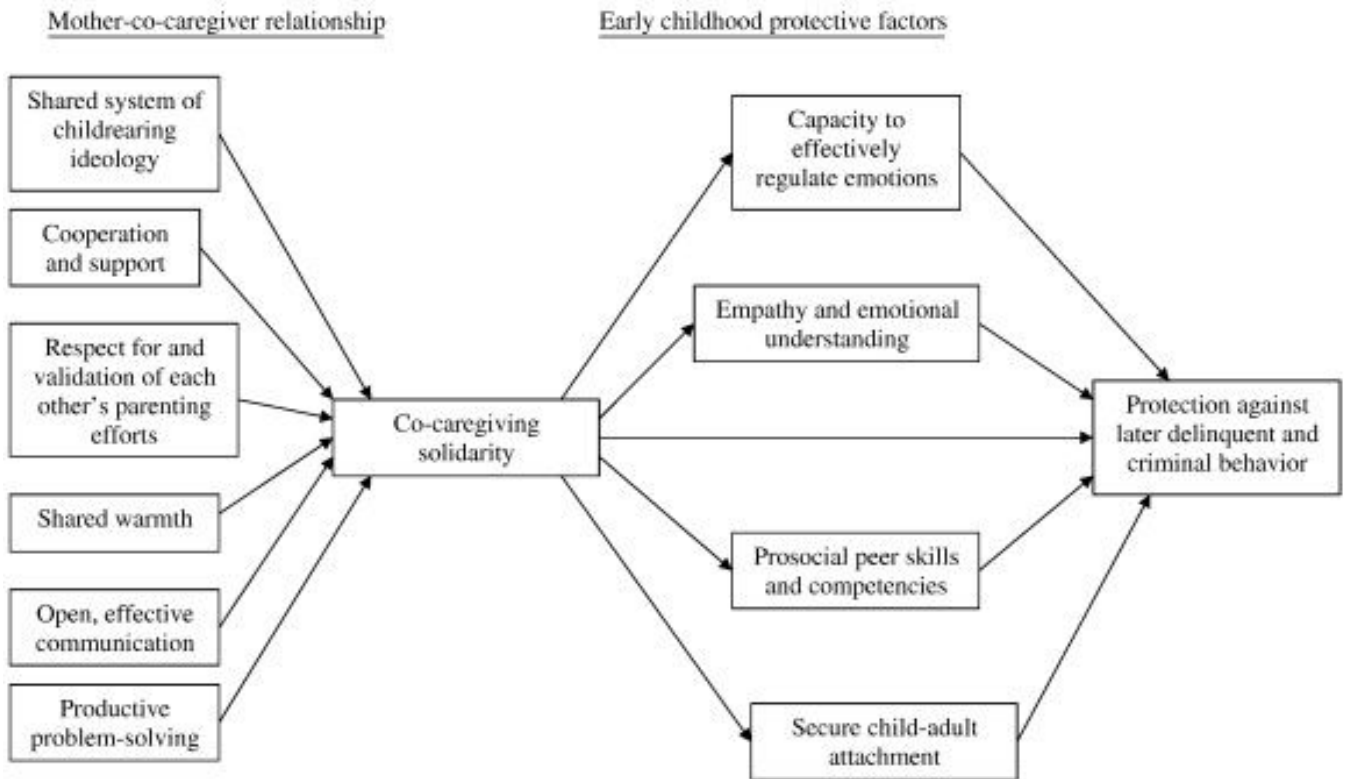 Mother-co-caregiver relationship
Early childhood protective factors
Shared system of
childrearing
ideology
Cooperation
and support
Respect for and
validation of each
other's parenting
efforts
Shared warmth
Open, effective
communication
Productive
problem-solving
Co-caregiving
solidarity
Capacity to
effectively
regulate emotions
Empathy and emotional
understanding
Prosocial peer skills
and competencies
Secure child-adult
attachment
Protection against
later delinquent and
criminal behavior